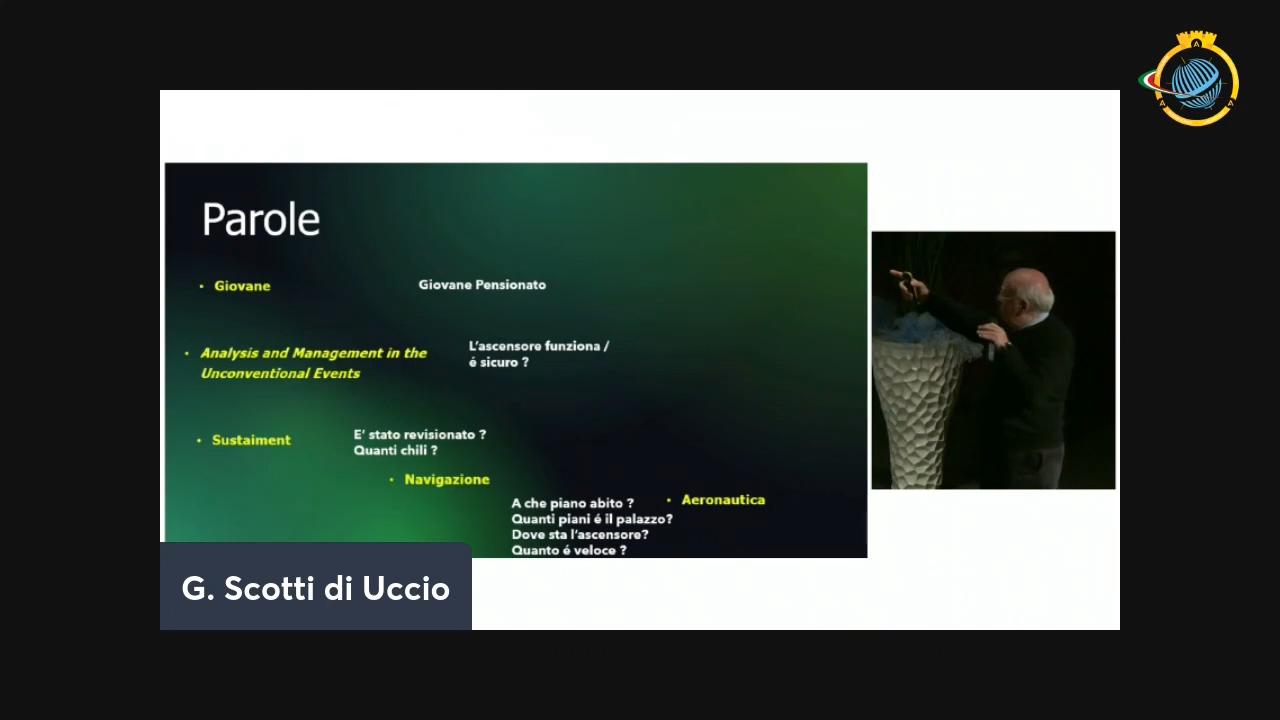 Parole
• Giovane
Giovane Pensionato
• Analysis and Management in the
Unconventional Events
L'ascensore funziona /
é sicuro ?
• Sustaiment
E' stato revisionato ?
Quanti chili ?
• Navigazione
A che piano abito ?
Quanti piani é il palazzo?
Dove sta l'ascensore?
Quanto é veloce ?
• Aeronautica
G. Scotti di Uccio